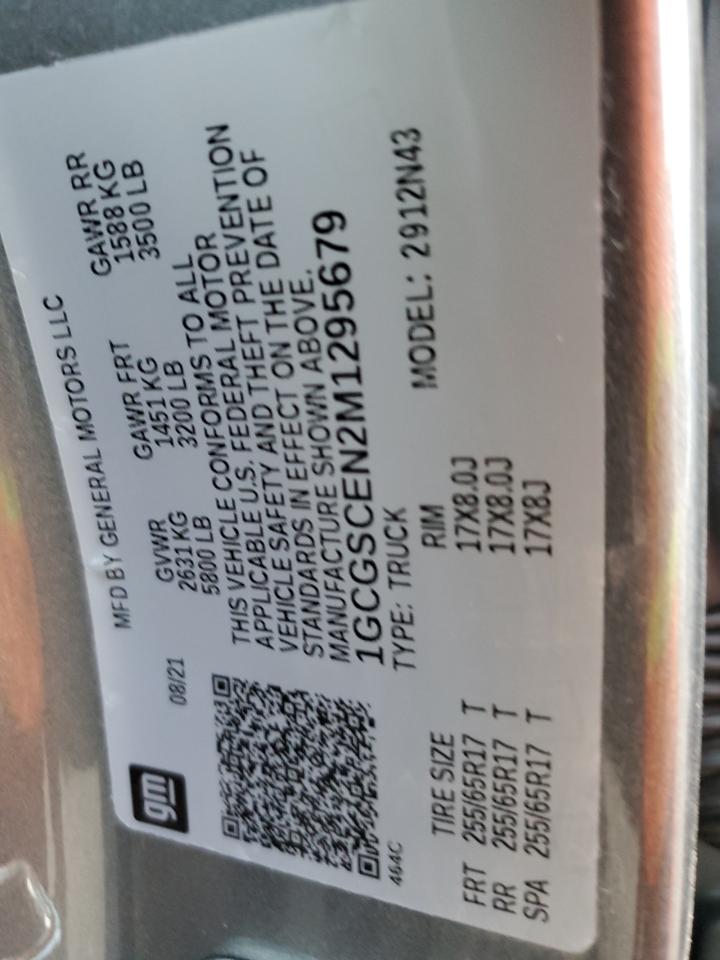 gm
MFD BY GENERAL MOTORS LLC
08/21
GVWR GAWR FRT GAWR RR
2631 KG 1451 KG 1588 KG
5800 LB 3200 LB 3500 LB
THIS VEHICLE CONFORMS TO ALL
APPLICABLE U.S. FEDERAL MOTOR
VEHICLE SAFETY AND THEFT PREVENTION
STANDARDS IN EFFECT ON THE DATE OF
MANUFACTURE SHOWN ABOVE.
1GCGSCEN2M1295679
TYPE: TRUCK MODEL: 2912N43
464C
TIRE SIZE RIM
FRT 255/65R17 T 17X8.0J
RR 255/65R17 T 17X8.0J
SPA 255/65R17 T 17X8J